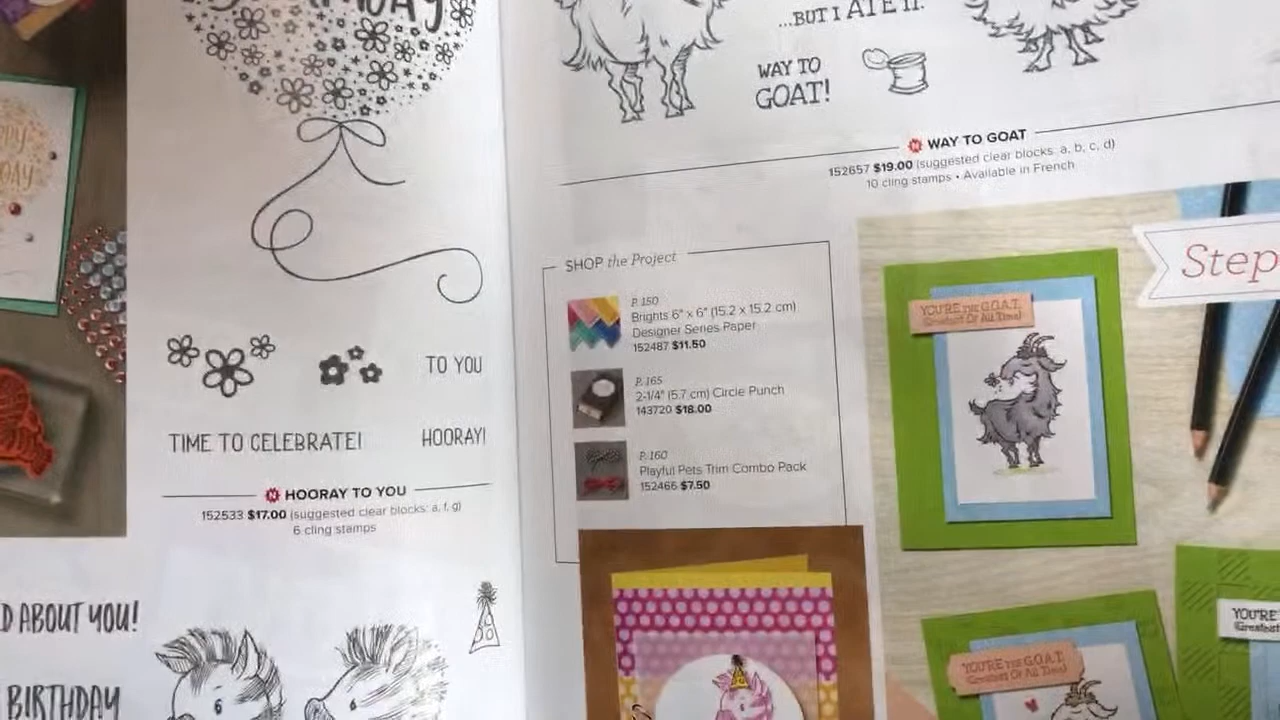 TO YOU
TIME TO CELEBRATE!
HOORAY!
HOORAY TO YOU
152533 $17.00 (suggested clear blocks: a, f, g)
6 cling stamps
D ABOUT YOU!
BIRTHDAY
...BUT I ATE IT.
WAY TO
GOAT!
WAY TO GOAT
152657 $19.00 (suggested clear blocks: a, b, c, d)
10 cling stamps • Available in French
SHOP the Project
P. 150
Brights 6" x 6" (15.2 x 15.2 cm)
Designer Series Paper
152487 $11.50
P. 165
2-1/4" (5.7 cm) Circle Punch
143720 $18.00
P. 160
Playful Pets Trim Combo Pack
152466 $7.50
Step
YOU'RE THE G.O.A.T.
(Greatest Of All Time)
YOU'RE THE G.O.A.T.
(Greatest Of All Time)
YOU'RE
(Greatest